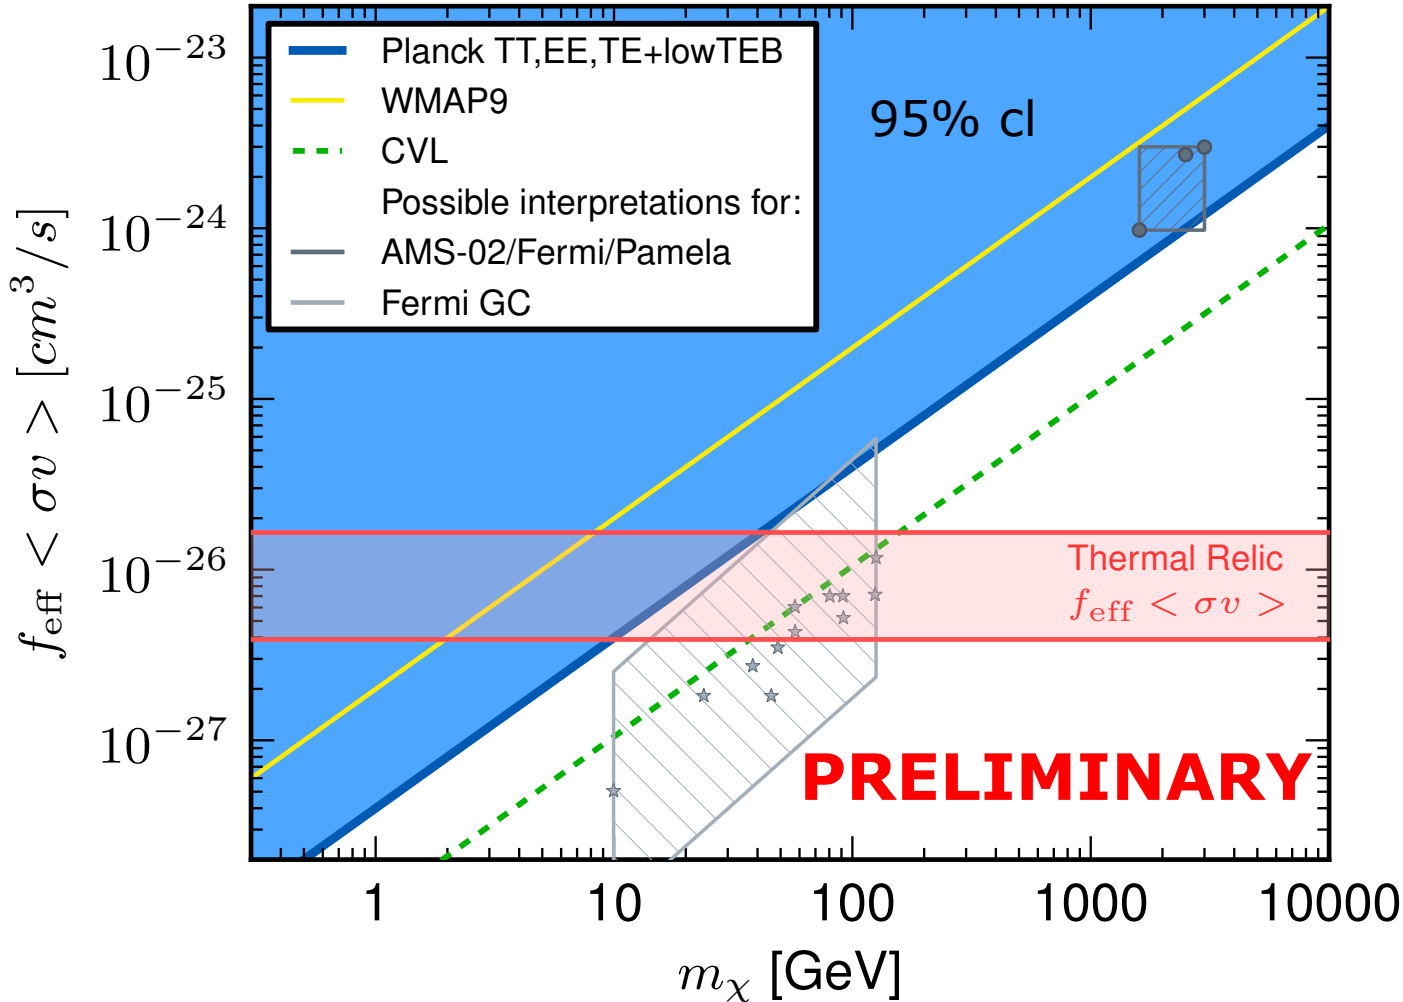 Planck TT,EE,TE+lowTEB
WMAP9
CVL
Possible interpretations for:
AMS-02/Fermi/Pamela
Fermi GC
95% cl
10⁻²³
10⁻²⁴
10⁻²⁵
10⁻²⁶
10⁻²⁷
f_eff < σv > [cm³/s]
Thermal Relic
f_eff < σv >
PRELIMINARY
1 10 100 1000 10000
m_χ [GeV]